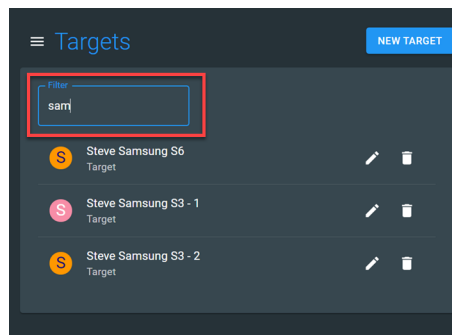 Targets
NEW TARGET
Filter
sam
S
Steve Samsung S6
Target
S
Steve Samsung S3 - 1
Target
S
Steve Samsung S3 - 2
Target